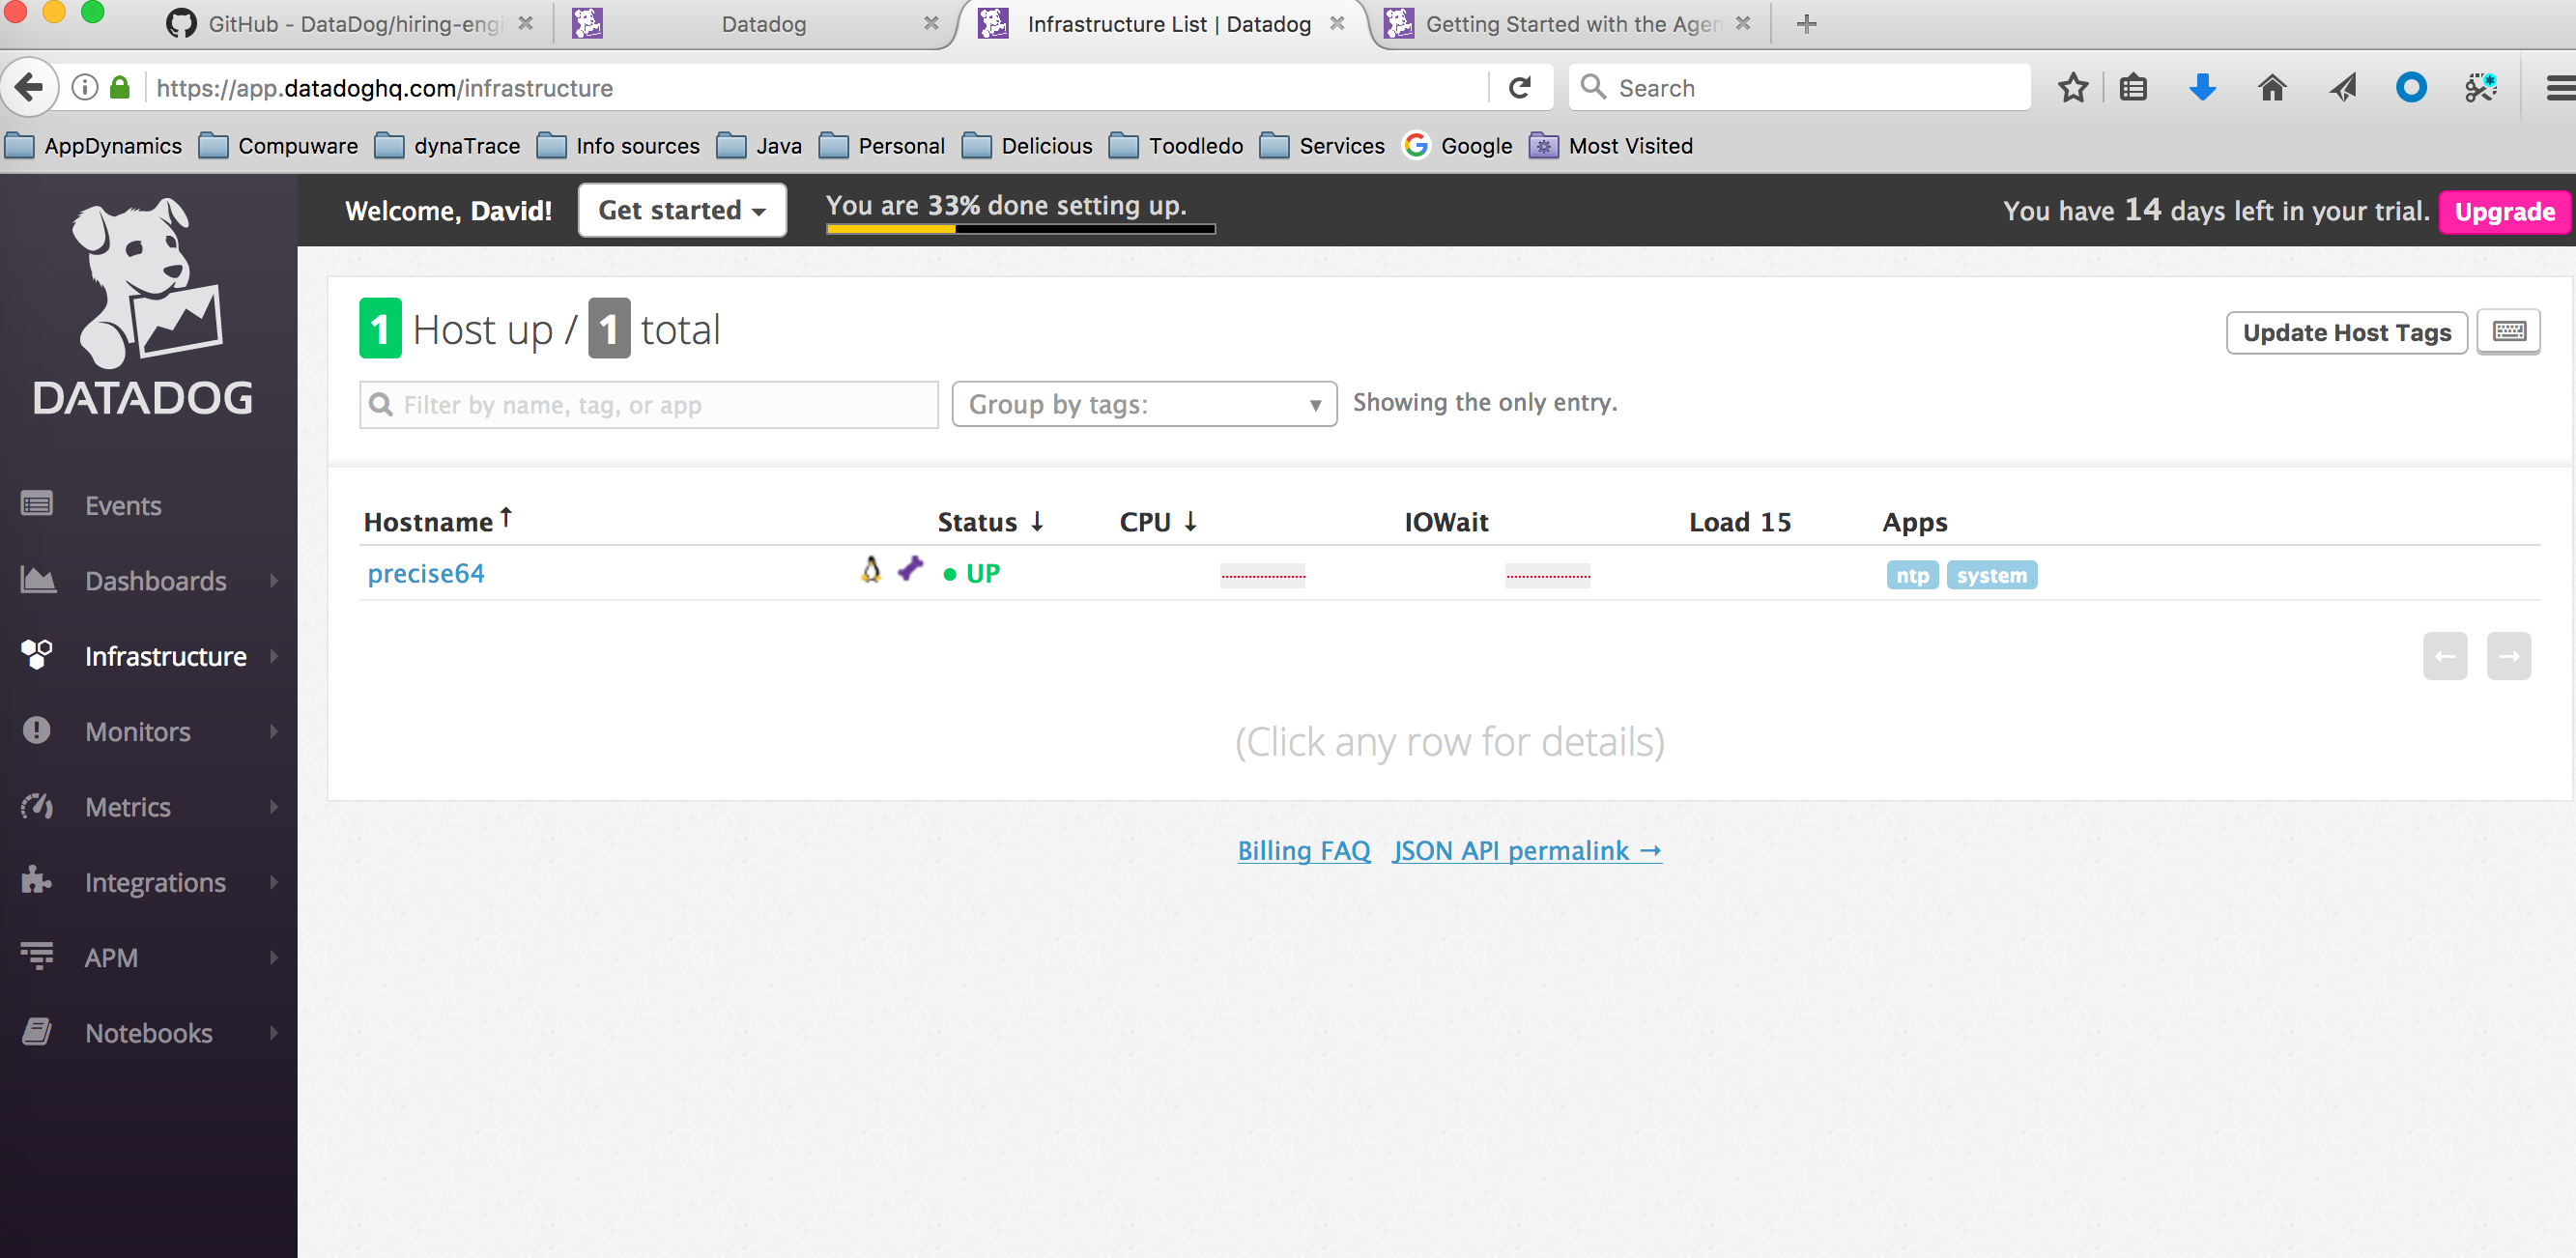 GitHub - DataDog/hiring-engi
Datadog
Infrastructure List | Datadog
Getting Started with the Agen
https://app.datadoghq.com/infrastructure
Search
AppDynamics Compuware dynaTrace Info sources Java Personal Delicious Toodledo Services Google Most Visited
DATADOG
Events
Dashboards
Infrastructure
Monitors
Metrics
Integrations
APM
Notebooks
Welcome, David! Get started You are 33% done setting up. You have 14 days left in your trial. Upgrade
1 Host up / 1 total
Update Host Tags
Filter by name, tag, or app Group by tags: ▼ Showing the only entry.
Hostname ↑ Status ↓ CPU ↓ IOWait Load 15 Apps
precise64 UP ntp system
← →
(Click any row for details)
Billing FAQ JSON API permalink →